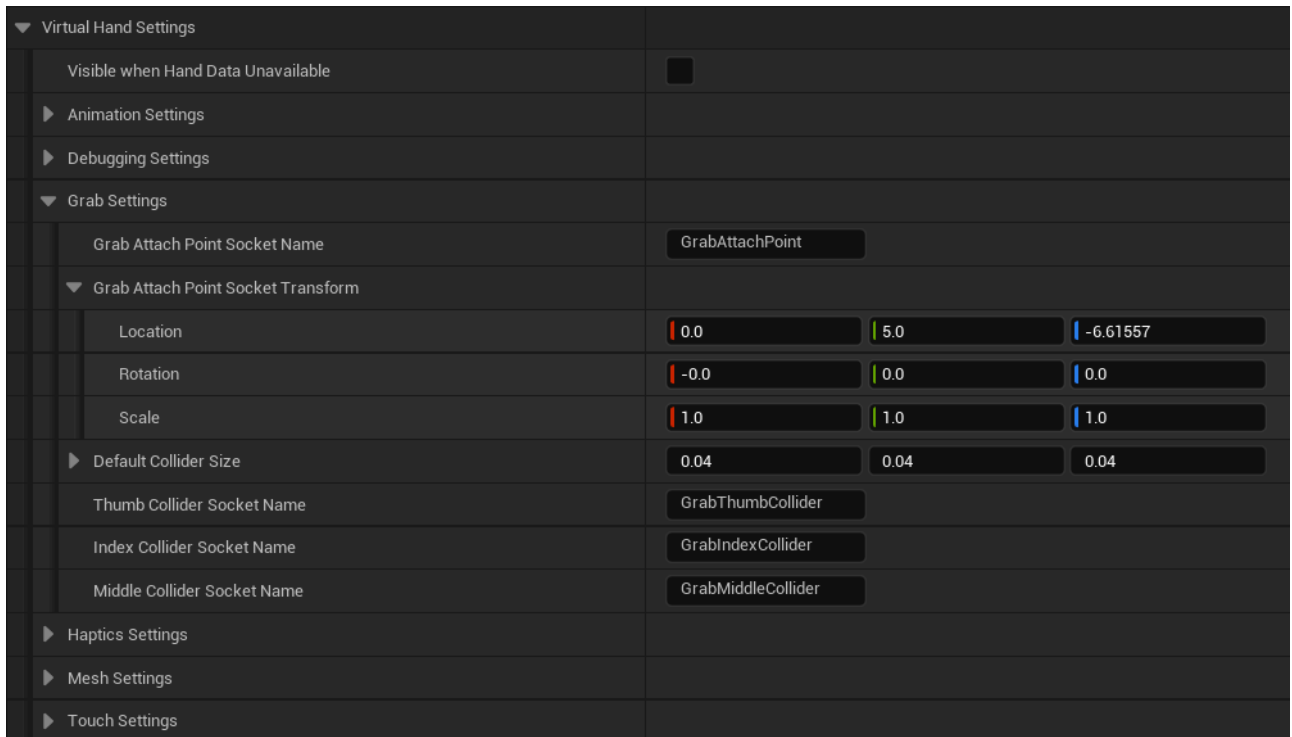 Virtual Hand Settings
Visible when Hand Data Unavailable
Animation Settings
Debugging Settings
Grab Settings
Grab Attach Point Socket Name GrabAttachPoint
Grab Attach Point Socket Transform
Location 0.0 5.0 -6.61557
Rotation -0.0 0.0 0.0
Scale 1.0 1.0 1.0
Default Collider Size 0.04 0.04 0.04
Thumb Collider Socket Name GrabThumbCollider
Index Collider Socket Name GrabIndexCollider
Middle Collider Socket Name GrabMiddleCollider
Haptics Settings
Mesh Settings
Touch Settings